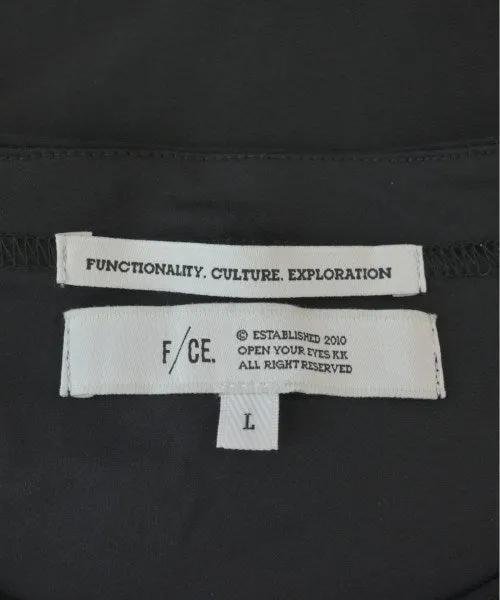 FUNCTIONALITY. CULTURE. EXPLORATION
F/CE.
© ESTABLISHED 2010
OPEN YOUR EYES KK
ALL RIGHT RESERVED
L